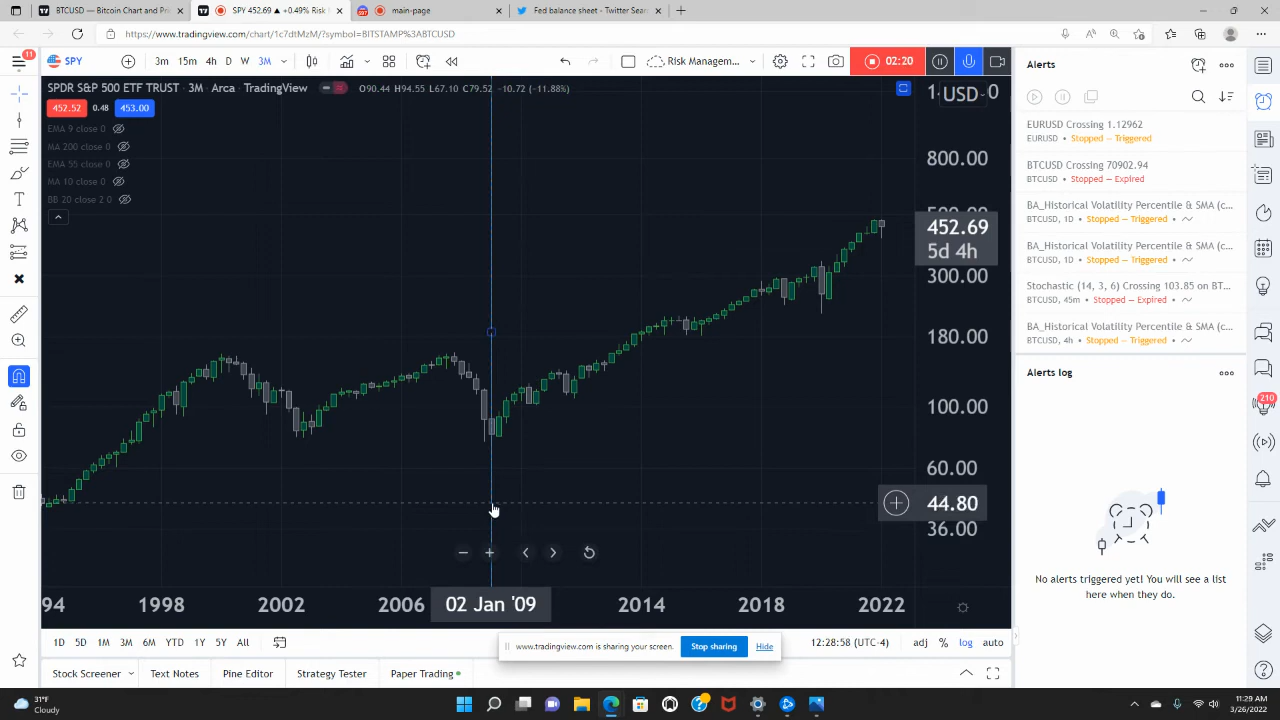 BTCUSD — Bitcoin Chart and Pri
SPY 452.69 ▲ +0.49% Risk
main-page
Fed balance sheet - Twitter Sear
https://www.tradingview.com/chart/1c7dtMzM/?symbol=BITSTAMP%3ABTCUSD
11
SPY
3m 15m 4h D W 3M
Risk Managem...
02:20
Alerts
SPDR S&P 500 ETF TRUST · 3M · Arca · TradingView
O90.44 H94.55 L67.10 C79.52 −10.72 (−11.88%)
USD
452.52 0.48 453.00
EMA 9 close 0
MA 200 close 0
EMA 55 close 0
MA 10 close 0
BB 20 close 2 0
800.00
500.00
452.69
5d 4h
300.00
180.00
100.00
60.00
44.80
36.00
94 1998 2002 2006 02 Jan '09 2014 2018 2022
EURUSD Crossing 1.12962
EURUSD • Stopped — Triggered
BTCUSD Crossing 70902.94
BTCUSD • Stopped — Expired
BA_Historical Volatility Percentile & SMA (c...
BTCUSD, 1D • Stopped — Triggered
BA_Historical Volatility Percentile & SMA (c...
BTCUSD, 1D • Stopped — Triggered
Stochastic (14, 3, 6) Crossing 103.85 on BT...
BTCUSD, 45m • Stopped — Expired
BA_Historical Volatility Percentile & SMA (c...
BTCUSD, 4h • Stopped — Triggered
Alerts log
No alerts triggered yet! You will see a list
here when they do.
210
1D 5D 1M 3M 6M YTD 1Y 5Y All
www.tradingview.com is sharing your screen. Stop sharing Hide
12:28:58 (UTC-4) adj % log auto
Stock Screener Text Notes Pine Editor Strategy Tester Paper Trading
31°F
Cloudy
11:29 AM
3/26/2022